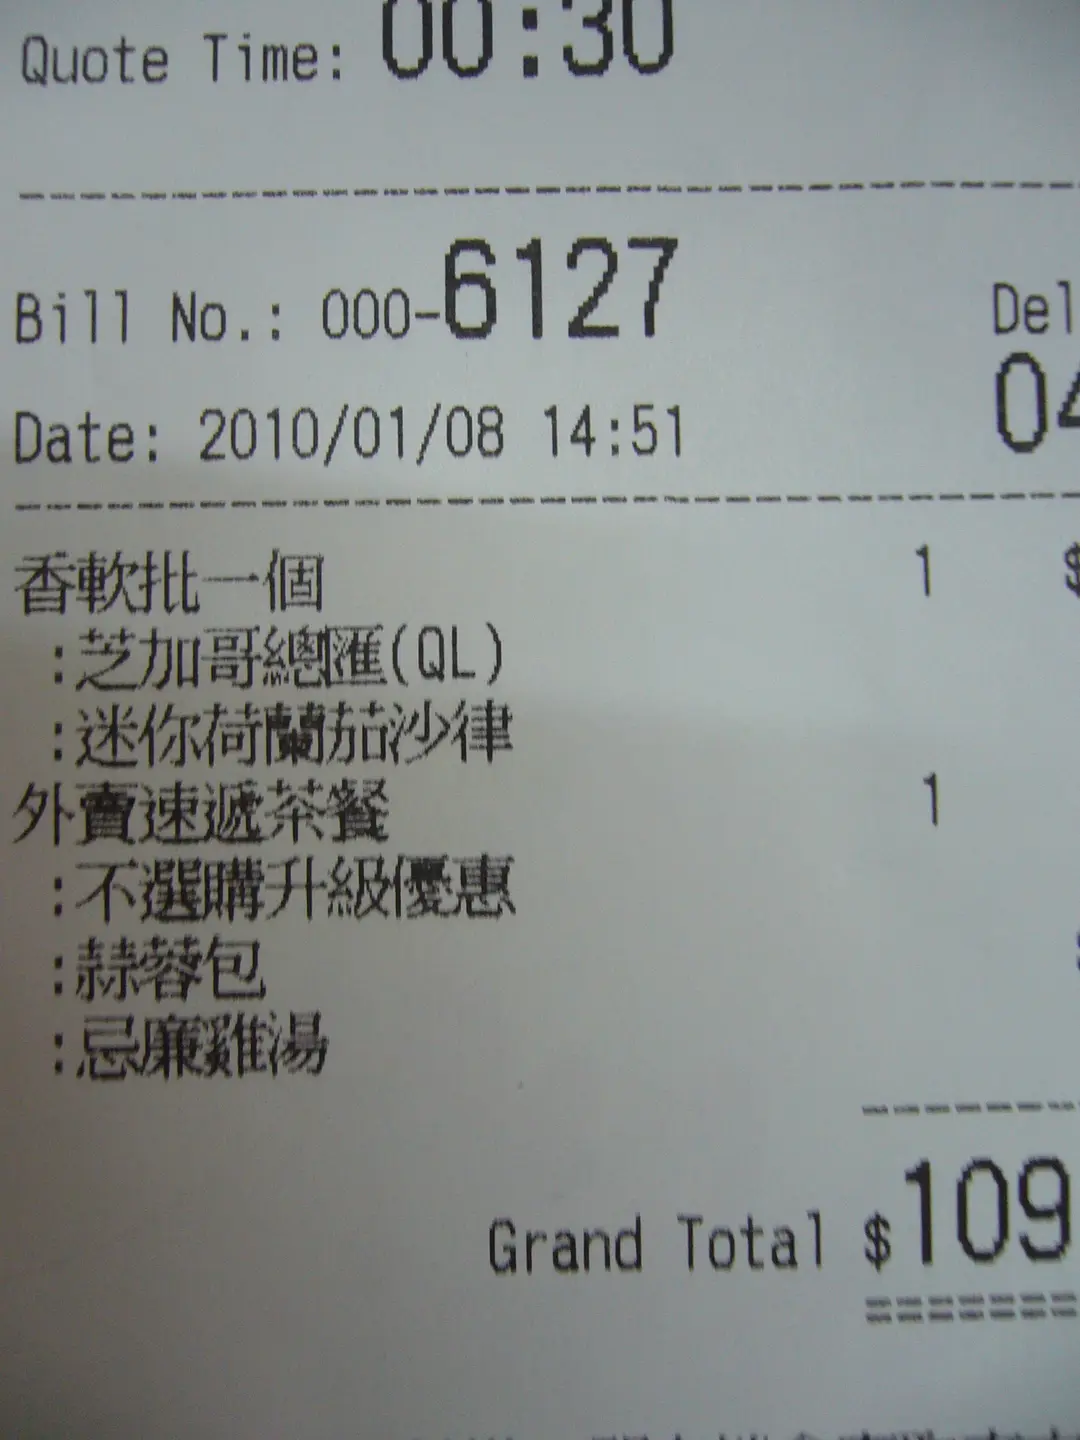 Quote Time: 00:30
Bill No.: 000-6127
Del
Date: 2010/01/08 14:51
04
香軟批一個 1 $
:芝加哥總匯(QL)
:迷你荷蘭茄沙律
外賣速遞茶餐 1
:不選購升級優惠
:蒜蓉包
:忌廉雞湯
Grand Total $109